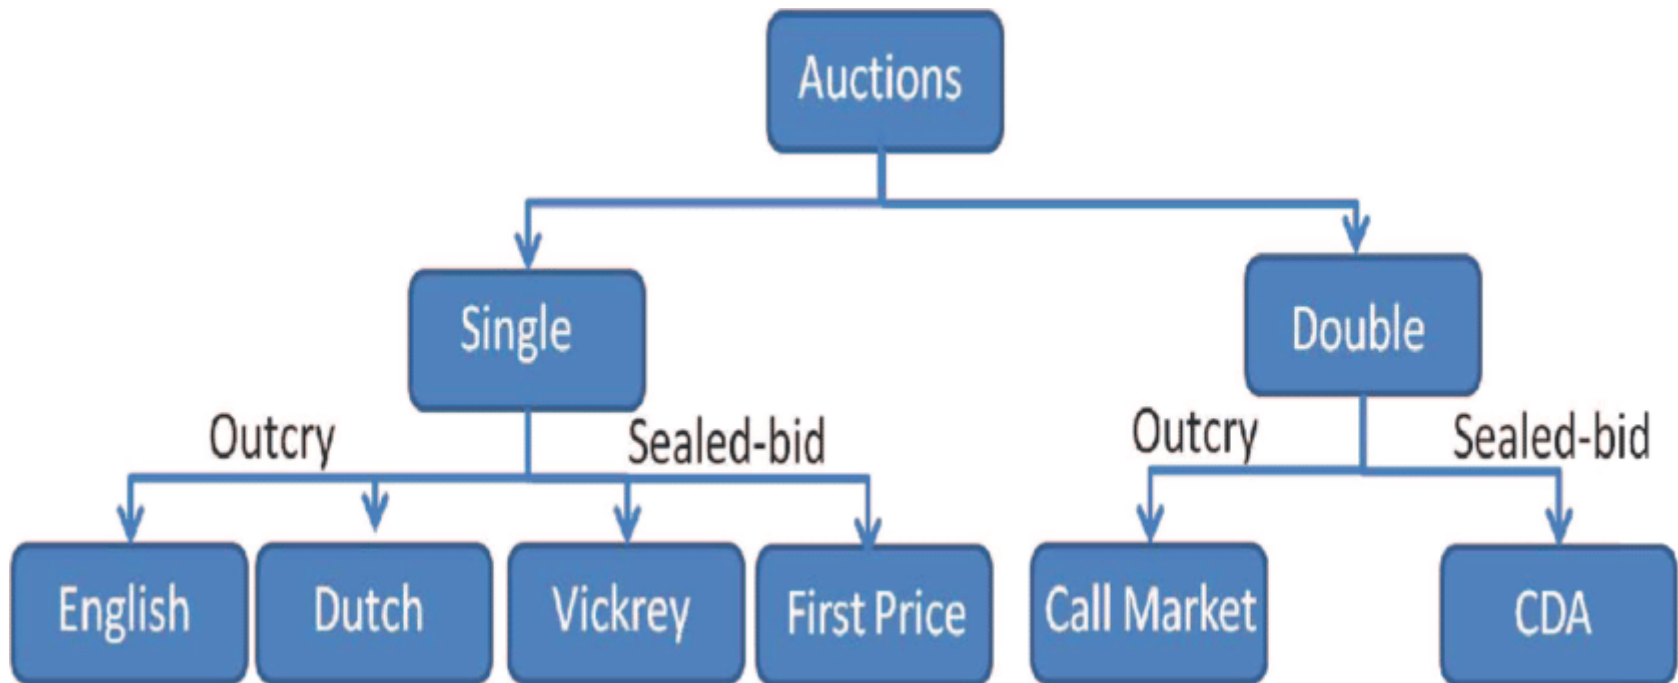 Auctions
Single
Double
Outcry
Sealed-bid
Outcry
Sealed-bid
English
Dutch
Vickrey
First Price
Call Market
CDA